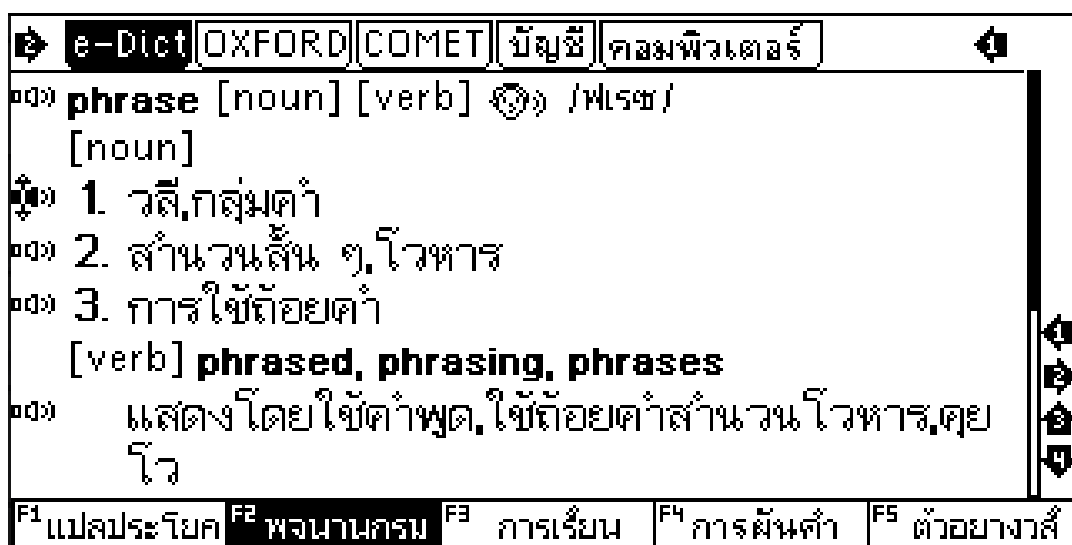 2 e-Dict OXFORD COMET บัญชี คอมพิวเตอร์ 1
phrase [noun] [verb] /ฟเรซ/
[noun]
1. วลี,กลุ่มคำ
2. สำนวนสั้น ๆ,โวหาร
3. การใช้ถ้อยคำ
[verb] phrased, phrasing, phrases
แสดงโดยใช้คำพูด,ใช้ถ้อยคำสำนวนโวหาร,คุย
โว
1
2
3
4
F1 แปลประโยค F2 พจนานกรม F3 การเรียน F4 การผันคำ F5 ตัวอยางวลี